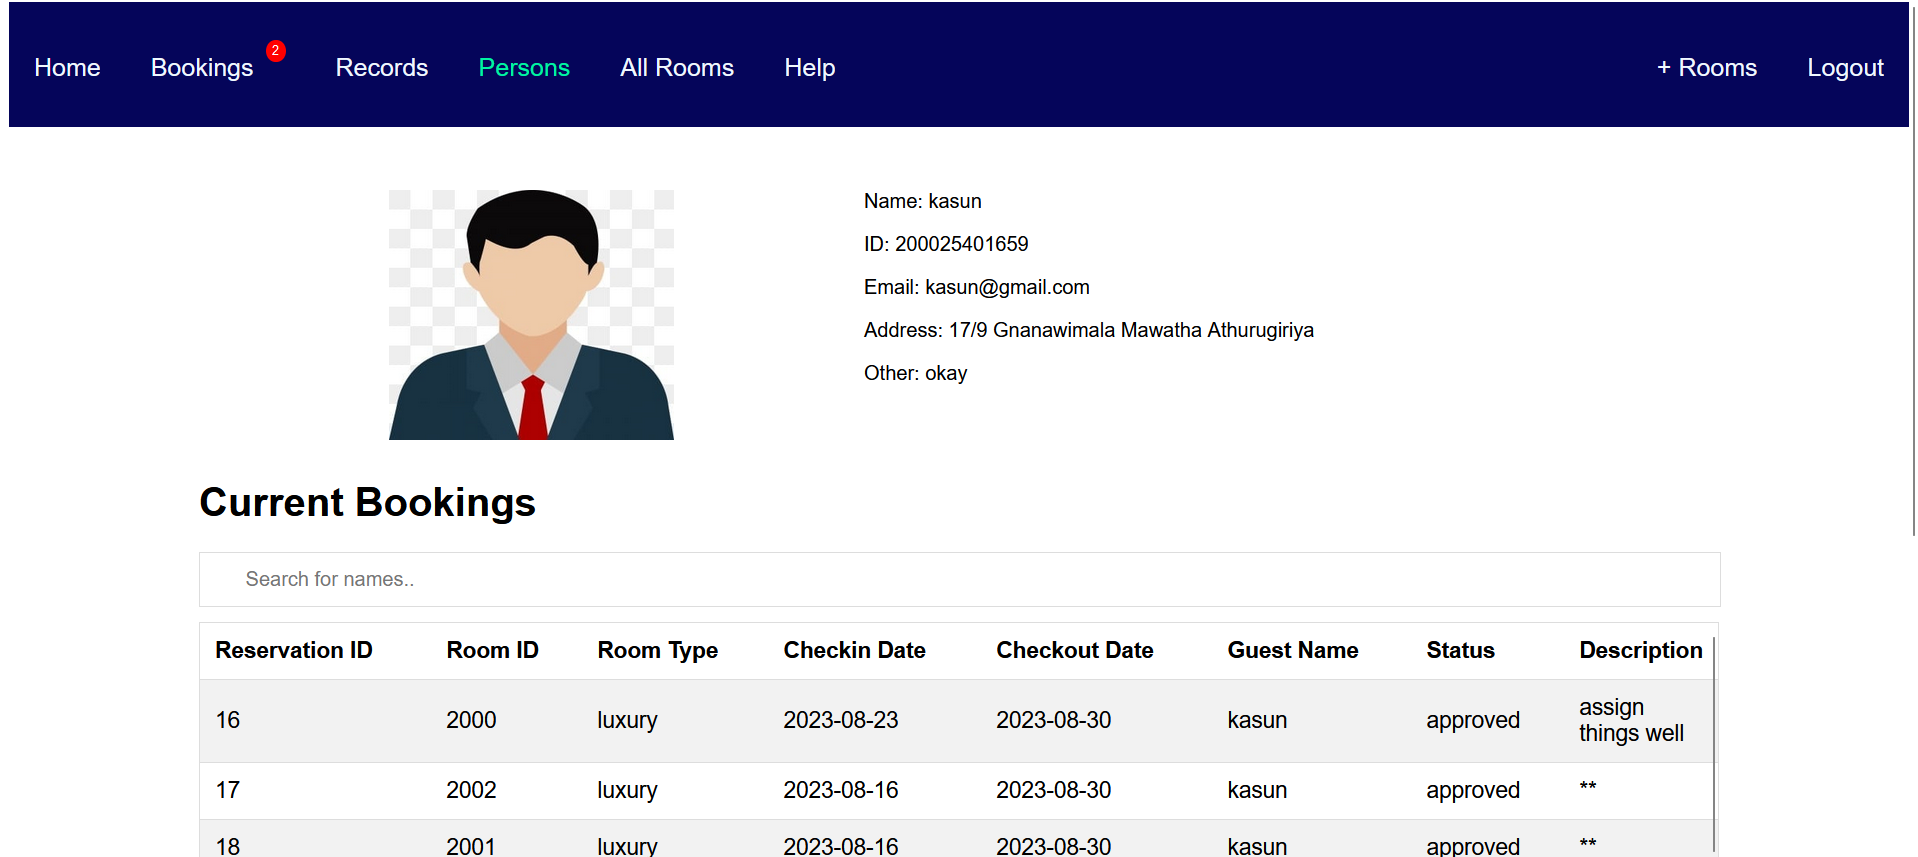 Home Bookings 2 Records Persons All Rooms Help + Rooms Logout
Name: kasun
ID: 200025401659
Email: kasun@gmail.com
Address: 17/9 Gnanawimala Mawatha Athurugiriya
Other: okay
Current Bookings
Search for names..
Reservation ID Room ID Room Type Checkin Date Checkout Date Guest Name Status Description
16 2000 luxury 2023-08-23 2023-08-30 kasun approved assign
things well
17 2002 luxury 2023-08-16 2023-08-30 kasun approved **
18 2001 luxury 2023-08-16 2023-08-30 kasun approved **